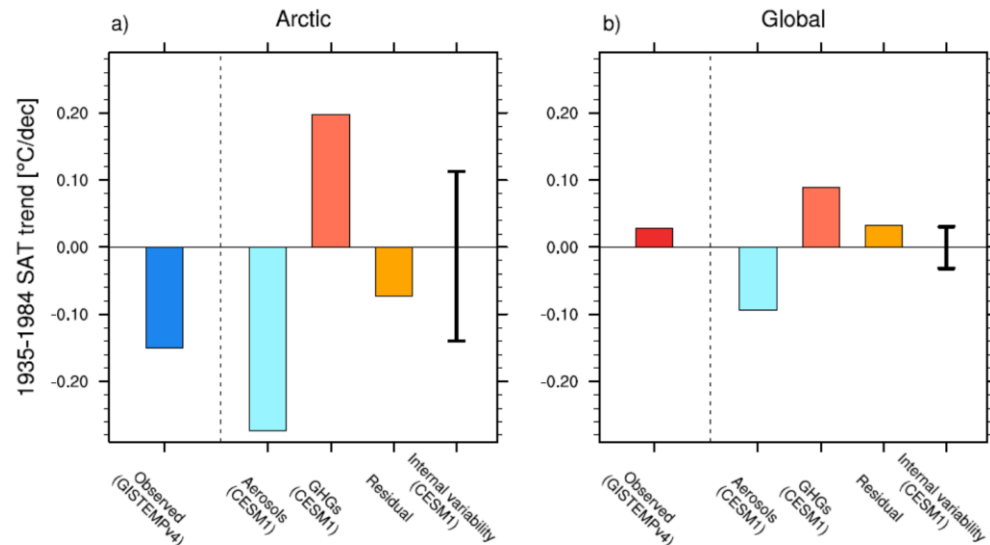 a)
Arctic
b)
Global
1935-1984 SAT trend [°C/dec]
0.20
0.10
0.00
-0.10
-0.20
Observed
(GISTEMPv4)
Aerosols
(CESM1)
GHGs
(CESM1)
Residual
Internal variability
(CESM1)
0.20
0.10
0.00
-0.10
-0.20
Observed
(GISTEMPv4)
Aerosols
(CESM1)
GHGs
(CESM1)
Residual
Internal variability
(CESM1)